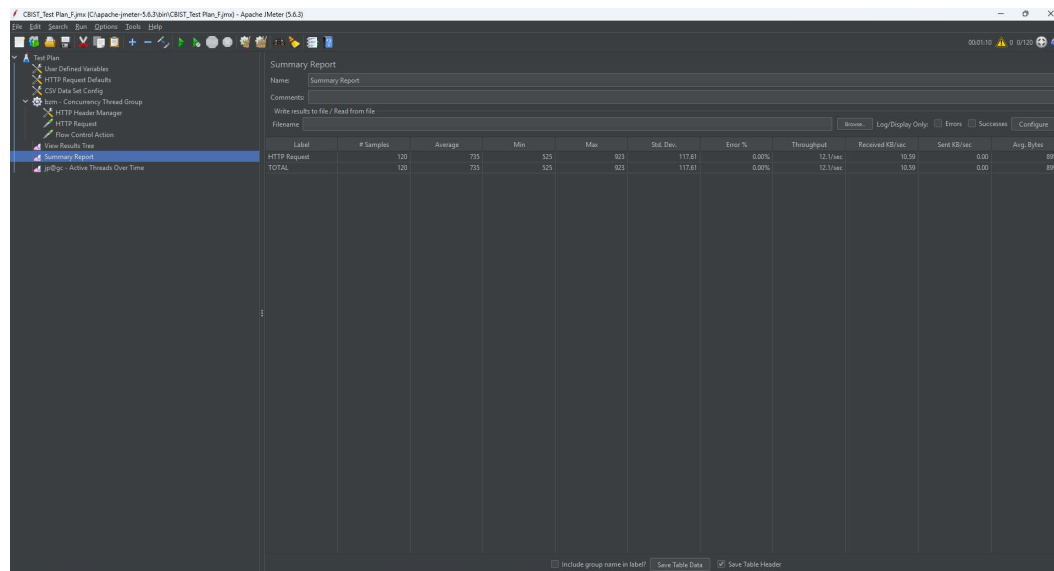 CBIST_Test Plan_F.jmx (C:\apache-jmeter-5.6.3\bin\CBIST_Test Plan_F.jmx) - Apache JMeter (5.6.3)
File Edit Search Run Options Tools Help
00:01:10 0 0/120
Test Plan
User Defined Variables
HTTP Request Defaults
CSV Data Set Config
bzm - Concurrency Thread Group
HTTP Header Manager
HTTP Request
Flow Control Action
View Results Tree
Summary Report
jp@gc - Active Threads Over Time
Summary Report
Name: Summary Report
Comments:
Write results to file / Read from file
Filename Browse... Log/Display Only: Errors Successes Configure
Label # Samples Average Min Max Std. Dev. Error % Throughput Received KB/sec Sent KB/sec Avg. Bytes
HTTP Request 120 735 525 923 117.61 0.00% 12.1/sec 10.59 0.00
TOTAL 120 735 525 923 117.61 0.00% 12.1/sec 10.59 0.00
Include group name in label? Save Table Data Save Table Header